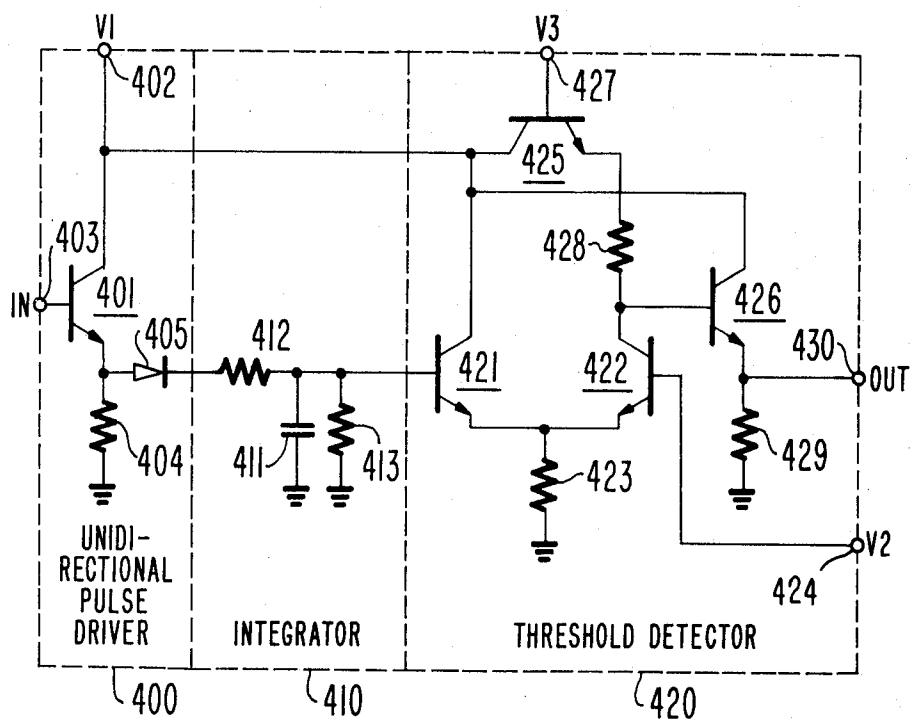 V1
402
V3
427
403
IN
401
405
412
425
428
426
430
OUT
421
422
404
411
413
423
429
V2
424
UNIDI-
RECTIONAL
PULSE
DRIVER
INTEGRATOR
THRESHOLD DETECTOR
400
410
420